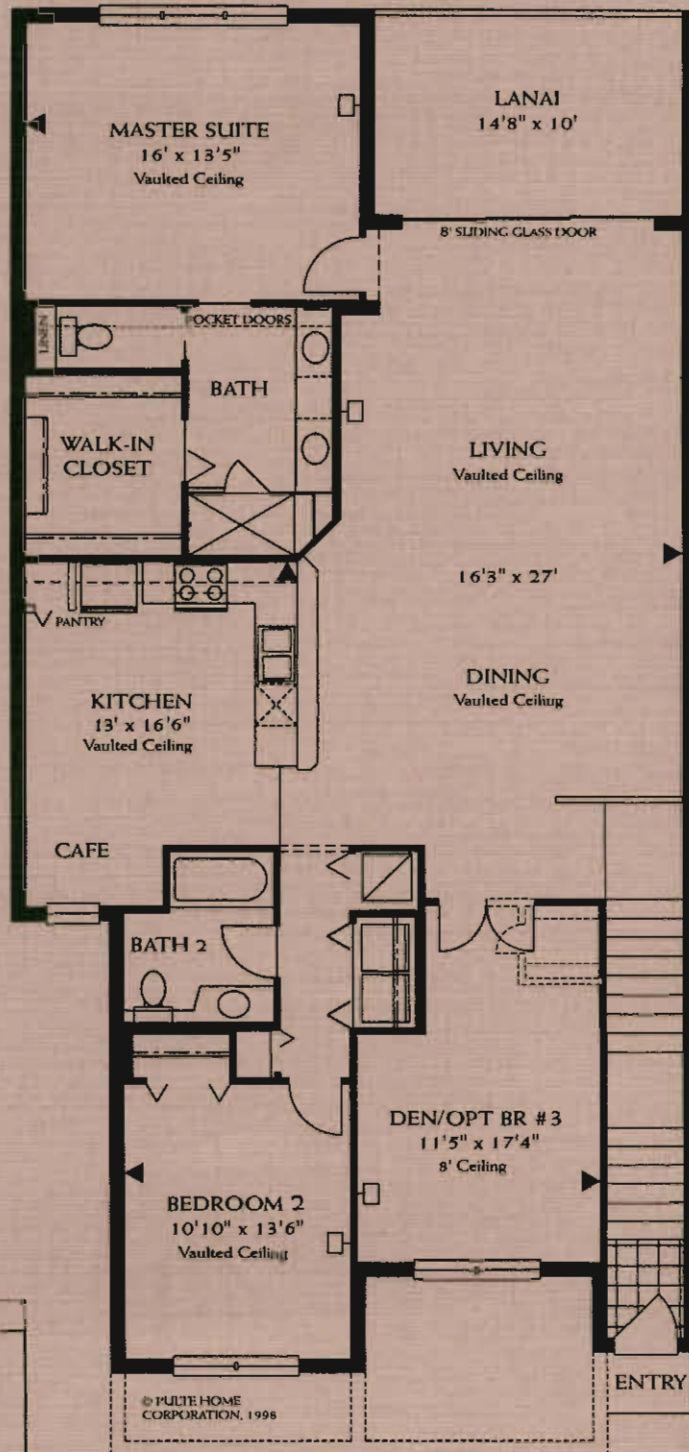 MASTER SUITE
16' x 13'5"
Vaulted Ceiling
LANAI
14'8" x 10'
8' SLIDING GLASS DOOR
LINEN
POCKET DOORS
BATH
WALK-IN
CLOSET
LIVING
Vaulted Ceiling
16'3" x 27'
PANTRY
DINING
Vaulted Ceiling
KITCHEN
13' x 16'6"
Vaulted Ceiling
CAFE
BATH 2
DEN/OPT BR #3
11'5" x 17'4"
8' Ceiling
BEDROOM 2
10'10" x 13'6"
Vaulted Ceiling
ENTRY
© PULTE HOME
CORPORATION, 1998